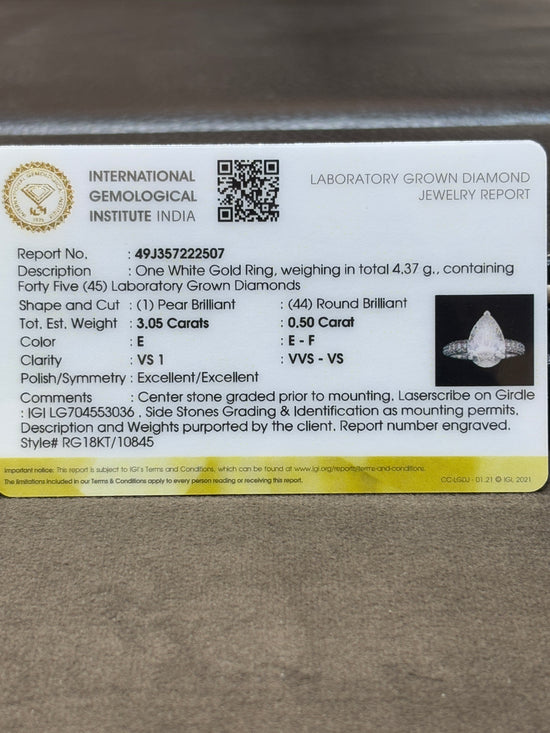 INTERNATIONAL
GEMOLOGICAL
INSTITUTE INDIA
LABORATORY GROWN DIAMOND
JEWELRY REPORT
Report No. : 49J357222507
Description : One White Gold Ring, weighing in total 4.37 g., containing
Forty Five (45) Laboratory Grown Diamonds
Shape and Cut : (1) Pear Brilliant : (44) Round Brilliant
Tot. Est. Weight : 3.05 Carats : 0.50 Carat
Color : E : E - F
Clarity : VS 1 : VVS - VS
Polish/Symmetry : Excellent/Excellent
Comments : Center stone graded prior to mounting, Laserscribe on Girdle
: IGI LG704553036 . Side Stones Grading & Identification as mounting permits,
Description and Weights purported by the client. Report number engraved.
Style# RG18KT/10845
Important notice: This report is subject to IGI's Terms and Conditions, which can be found at www.igi.org/report/terms-and-conditions.
The limitations included in our Terms & Conditions apply to every person reading or receiving this report.
CC-LGDJ - 01.21 © IGI, 2021